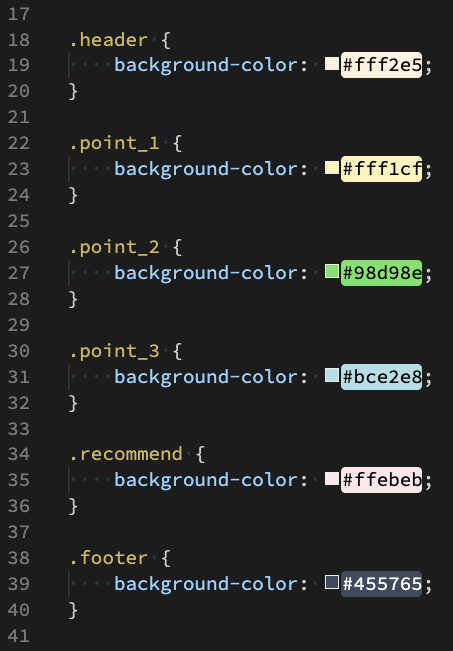 17
18 .header {
19 background-color: #fff2e5;
20 }
21
22 .point_1 {
23 background-color: #fff1cf;
24 }
25
26 .point_2 {
27 background-color: #98d98e;
28 }
29
30 .point_3 {
31 background-color: #bce2e8;
32 }
33
34 .recommend {
35 background-color: #ffebeb;
36 }
37
38 .footer {
39 background-color: #455765;
40 }
41